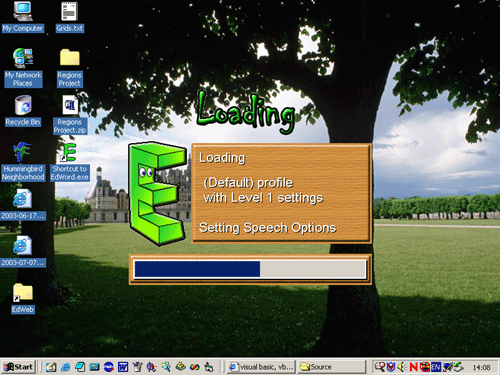 My Computer
Grids.txt
My Network
Places
Regions
Project
Recycle Bin
Regions
Project.zip
Hummingbird
Neighborhood
Shortcut to
EdWord.exe
2003-06-17...
2003-07-07...
EdWeb
Loading
Loading
(Default) profile
with Level 1 settings
Setting Speech Options
Start
visual basic, vb...
Source
EN
14:08